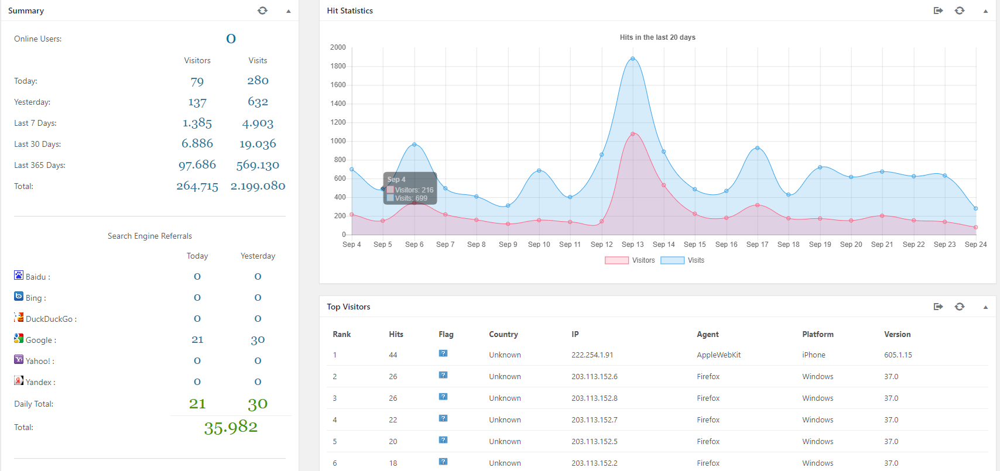 Summary
Online Users: 0
Visitors Visits
Today: 79 280
Yesterday: 137 632
Last 7 Days: 1.385 4.903
Last 30 Days: 6.886 19.036
Last 365 Days: 97.686 569.130
Total: 264.715 2.199.080
Search Engine Referrals
Today Yesterday
Baidu : 0 0
Bing : 0 0
DuckDuckGo : 0 0
Google : 21 30
Yahoo! : 0 0
Yandex : 0 0
Daily Total: 21 30
Total: 35.982
Hit Statistics
Hits in the last 20 days
2000
1800
1600
1400
1200
1000
800
600
400
200
0
Sep 4
Visitors: 216
Visits: 699
Sep 4 Sep 5 Sep 6 Sep 7 Sep 8 Sep 9 Sep 10 Sep 11 Sep 12 Sep 13 Sep 14 Sep 15 Sep 16 Sep 17 Sep 18 Sep 19 Sep 20 Sep 21 Sep 22 Sep 23 Sep 24
Visitors Visits
Top Visitors
Rank Hits Flag Country IP Agent Platform Version
1 44 ? Unknown 222.254.1.91 AppleWebKit iPhone 605.1.15
2 26 ? Unknown 203.113.152.6 Firefox Windows 37.0
3 26 ? Unknown 203.113.152.8 Firefox Windows 37.0
4 22 ? Unknown 203.113.152.7 Firefox Windows 37.0
5 20 ? Unknown 203.113.152.5 Firefox Windows 37.0
6 18 ? Unknown 203.113.152.2 Firefox Windows 37.0